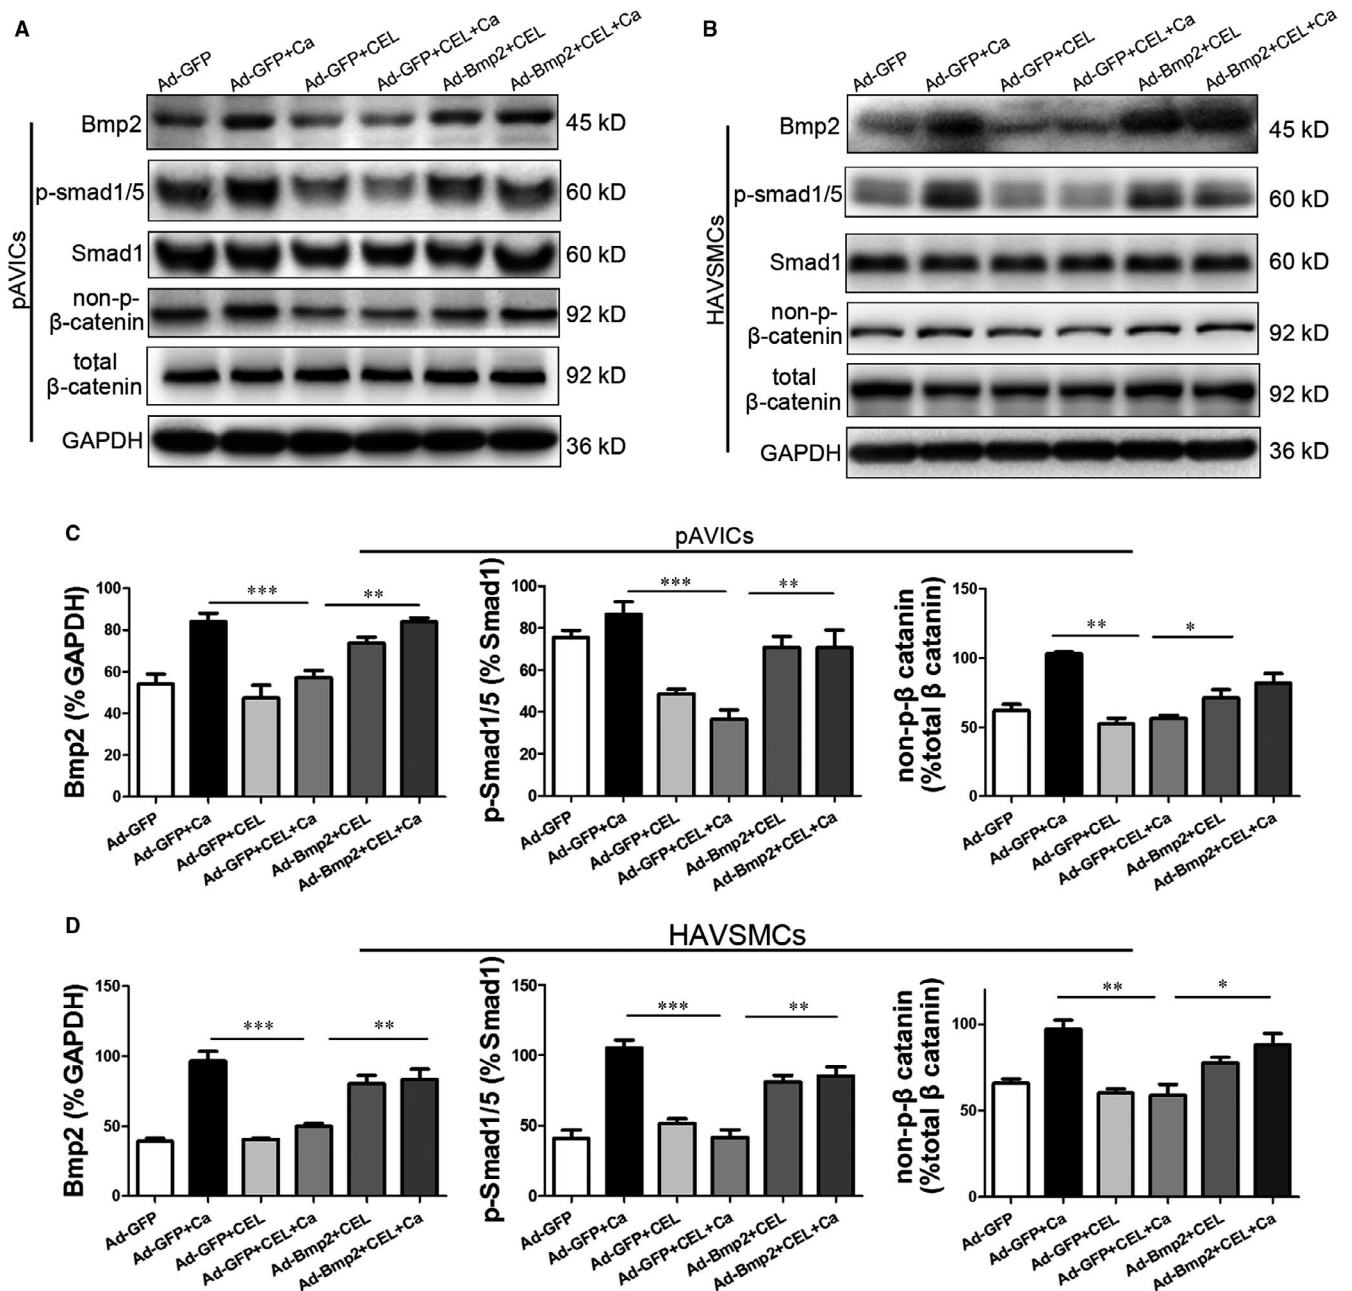 A
Ad-GFP
Ad-GFP+Ca
Ad-GFP+CEL
Ad-GFP+CEL+Ca
Ad-Bmp2+CEL
Ad-Bmp2+CEL+Ca
pAVICs
Bmp2
45 kD
p-smad1/5
60 kD
Smad1
60 kD
non-p-
β-catenin
92 kD
total
β-catenin
92 kD
GAPDH
36 kD
B
Ad-GFP
Ad-GFP+Ca
Ad-GFP+CEL
Ad-GFP+CEL+Ca
Ad-Bmp2+CEL
Ad-Bmp2+CEL+Ca
HAVSMCs
Bmp2
45 kD
p-smad1/5
60 kD
Smad1
60 kD
non-p-
β-catenin
92 kD
total
β-catenin
92 kD
GAPDH
36 kD
C
pAVICs
Bmp2 (% GAPDH)
100
80
60
40
20
0
***
**
Ad-GFP
Ad-GFP+Ca
Ad-GFP+CEL
Ad-GFP+CEL+Ca
Ad-Bmp2+CEL
Ad-Bmp2+CEL+Ca
p-Smad1/5 (% Smad1)
100
80
60
40
20
0
***
**
Ad-GFP
Ad-GFP+Ca
Ad-GFP+CEL
Ad-GFP+CEL+Ca
Ad-Bmp2+CEL
Ad-Bmp2+CEL+Ca
non-p-β catanin
(%total β catanin)
150
100
50
0
**
*
Ad-GFP
Ad-GFP+Ca
Ad-GFP+CEL
Ad-GFP+CEL+Ca
Ad-Bmp2+CEL
Ad-Bmp2+CEL+Ca
D
HAVSMCs
Bmp2 (% GAPDH)
150
100
50
0
***
**
Ad-GFP
Ad-GFP+Ca
Ad-GFP+CEL
Ad-GFP+CEL+Ca
Ad-Bmp2+CEL
Ad-Bmp2+CEL+Ca
p-Smad1/5 (% Smad1)
150
100
50
0
***
**
Ad-GFP
Ad-GFP+Ca
Ad-GFP+CEL
Ad-GFP+CEL+Ca
Ad-Bmp2+CEL
Ad-Bmp2+CEL+Ca
non-p-β catanin
(%total β catanin)
100
50
0
**
*
Ad-GFP
Ad-GFP+Ca
Ad-GFP+CEL
Ad-GFP+CEL+Ca
Ad-Bmp2+CEL
Ad-Bmp2+CEL+Ca